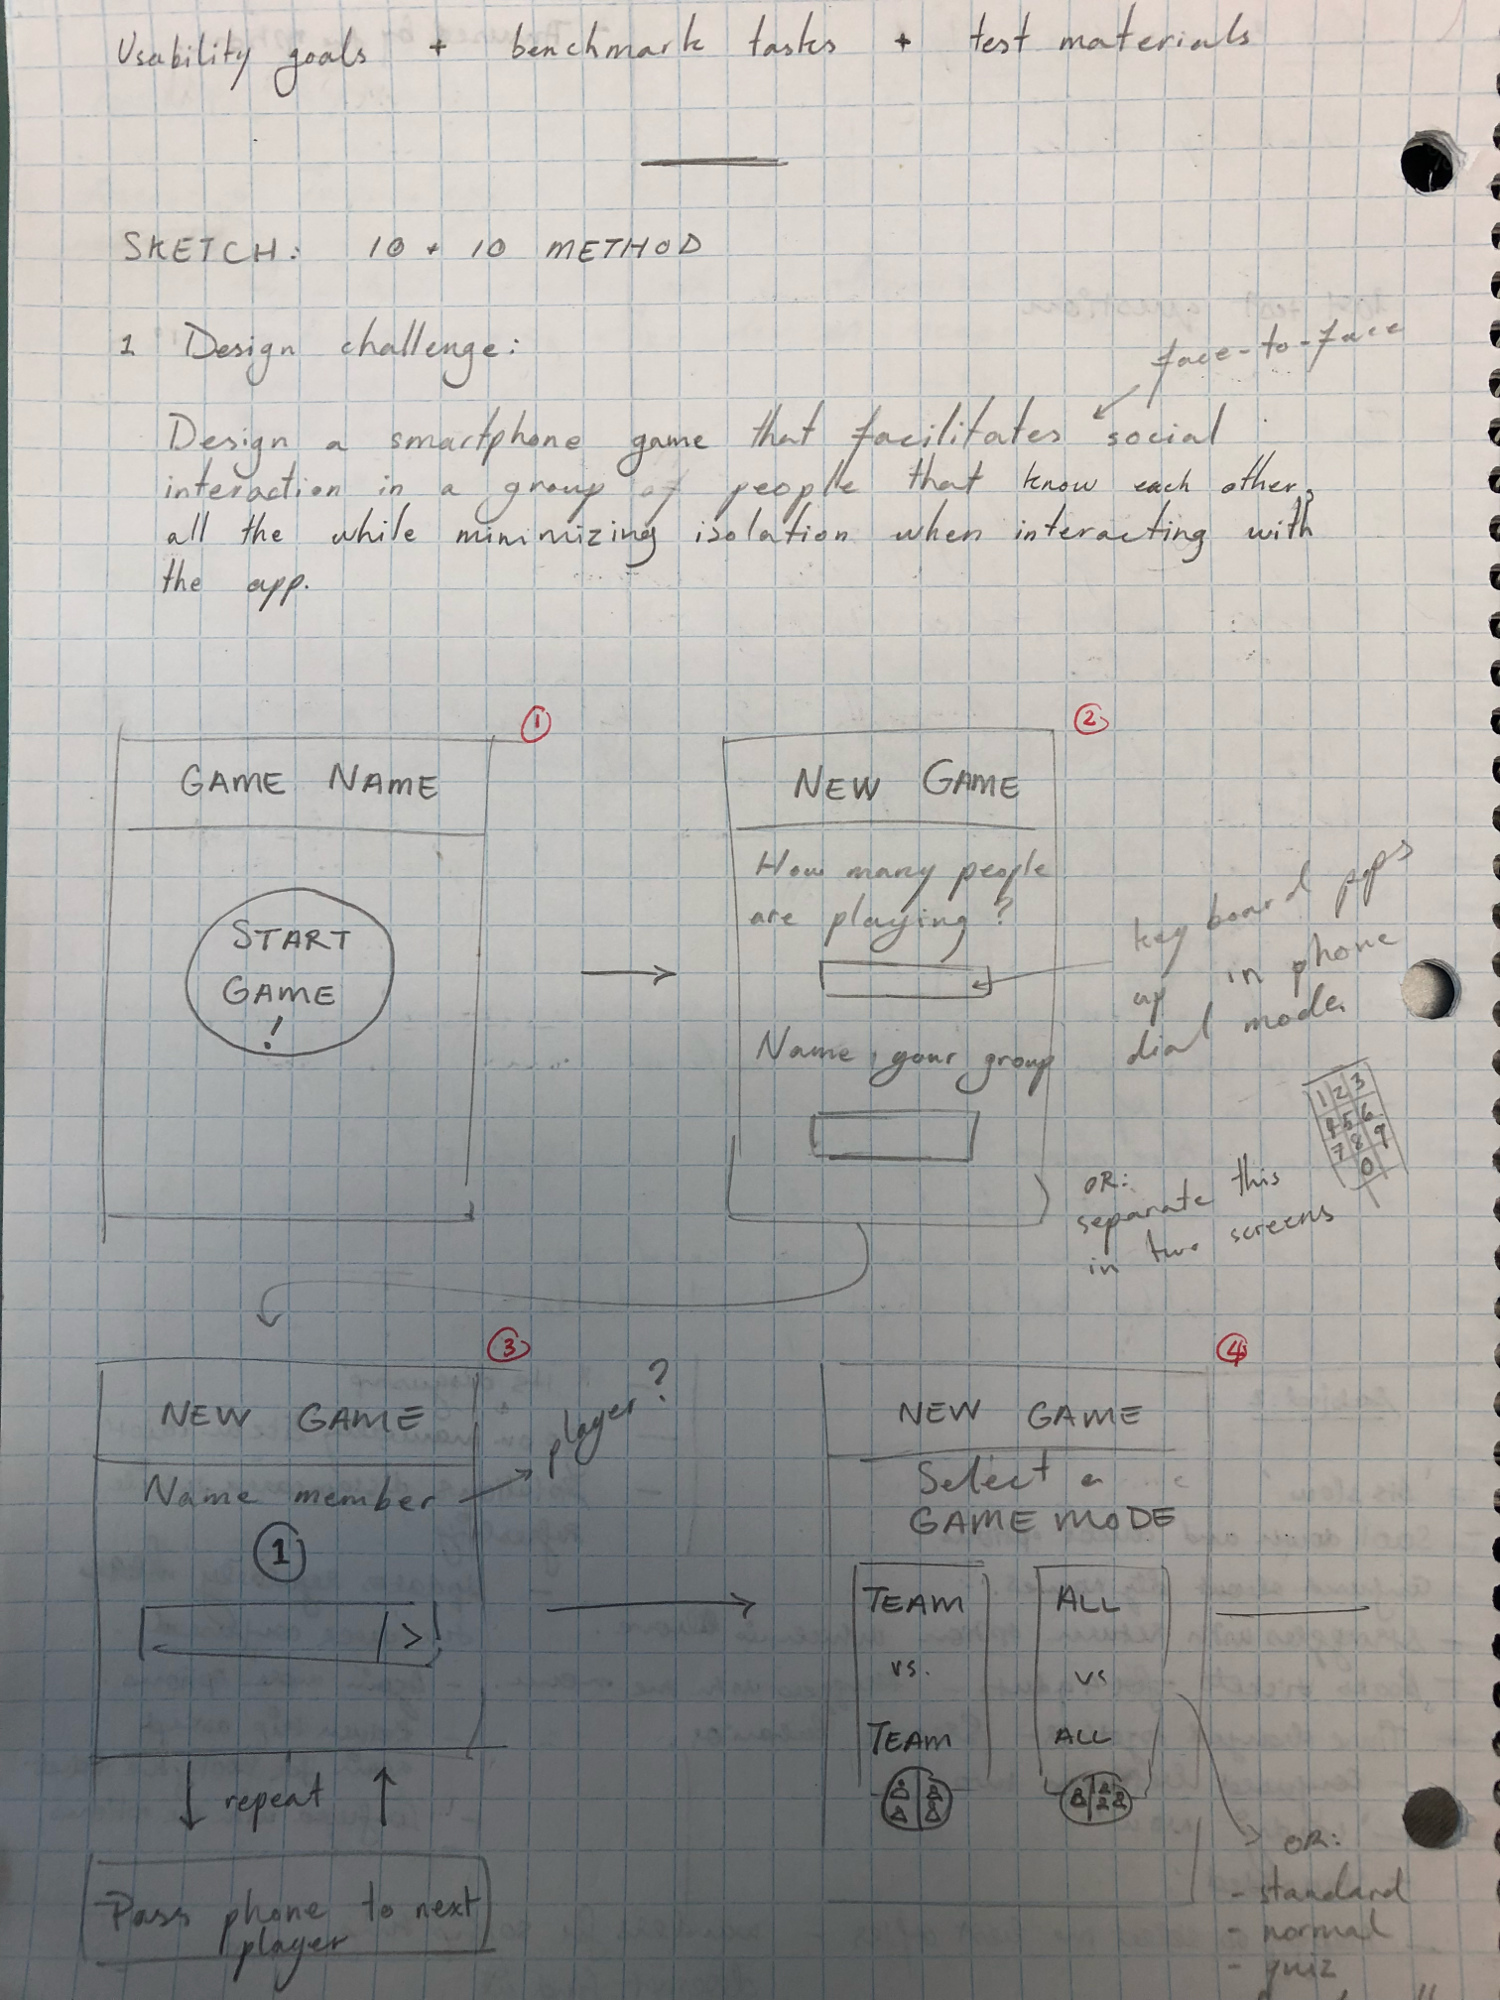 Usability goals + benchmark tasks + test materials
SKETCH: 10 + 10 METHOD
1 Design challenge:
face-to-face
Design a smartphone game that facilitates social
interaction in a group of people that know each other,
all the while minimizing isolation when interacting with
the app.
1
GAME NAME
START
GAME
!
2
NEW GAME
How many people
are playing?
Name your group
key board pops
up in phone
dial mode
1 2 3
4 5 6
7 8 9
0
OR:
separate this
in two screens
3
NEW GAME
Name member
player?
1
>
repeat
Pass phone to next
player
4
NEW GAME
Select a
GAME MODE
TEAM
vs.
TEAM
ALL
vs
ALL
OR:
- standard
- normal
- quiz